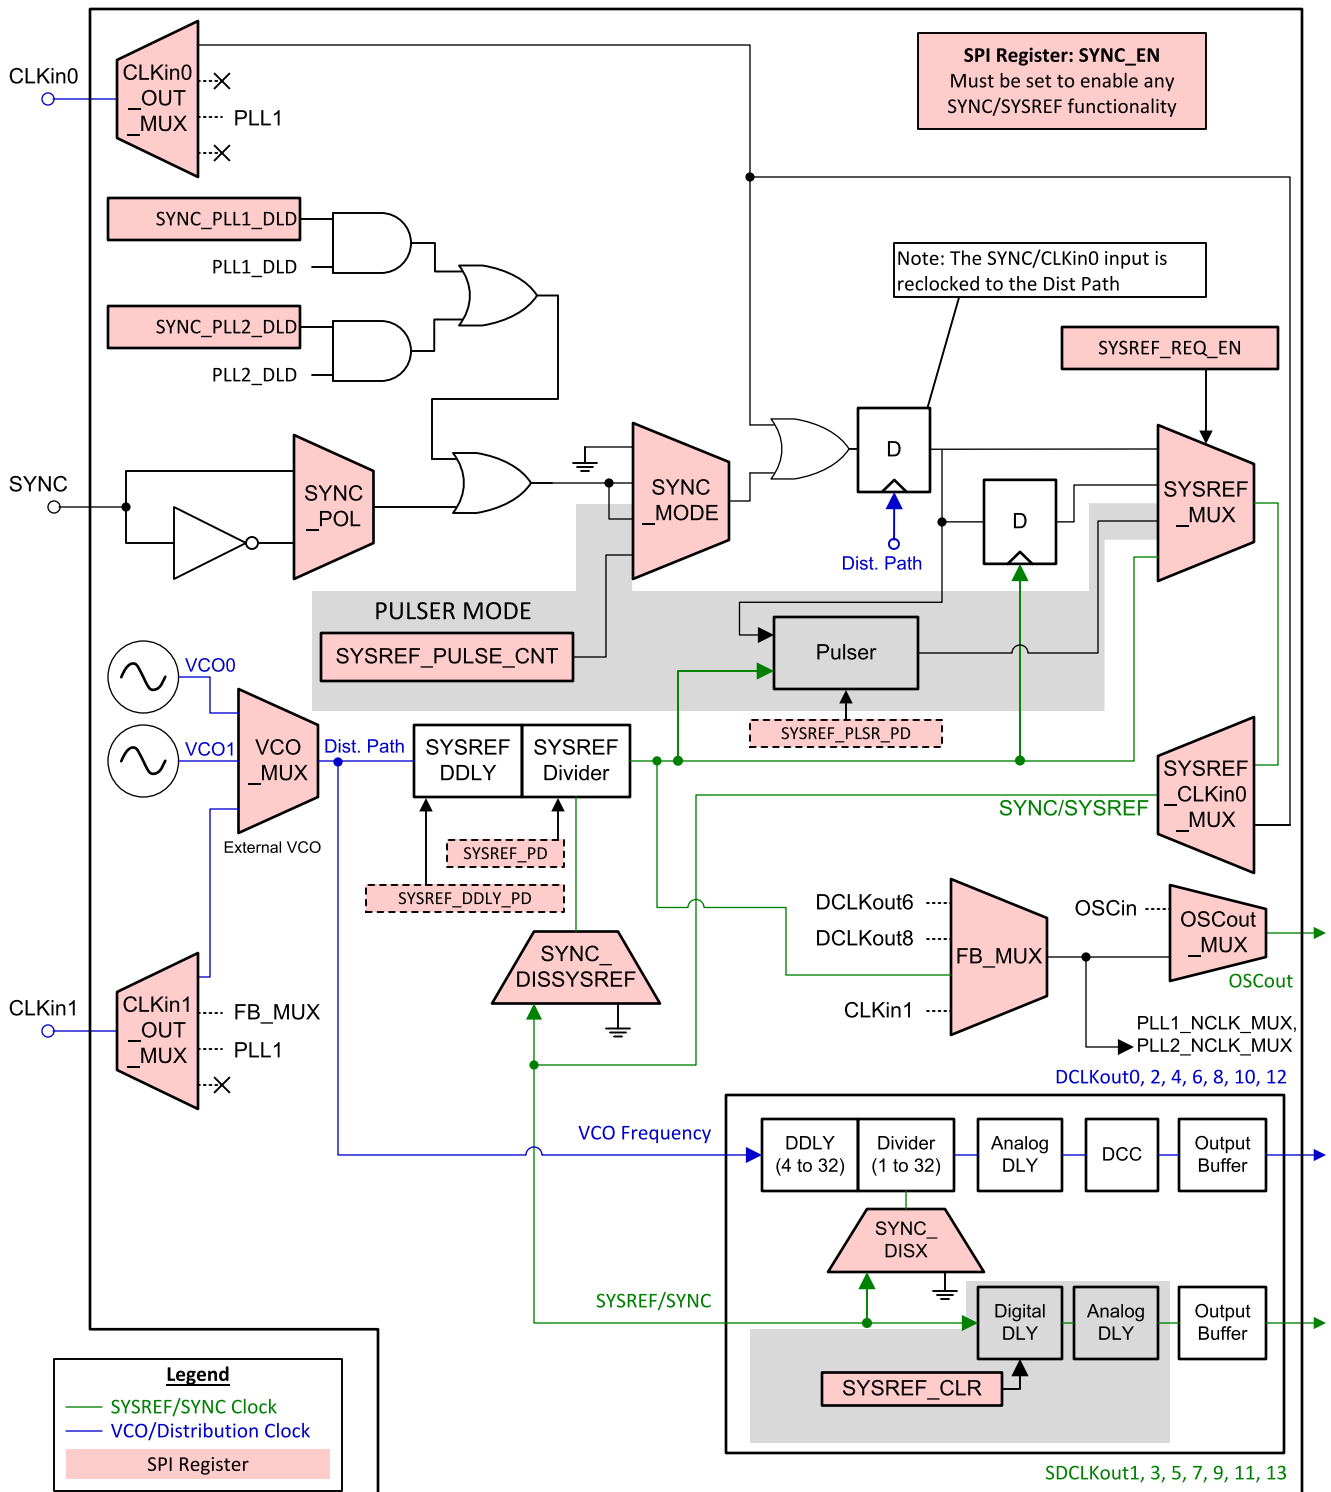 CLKin0
CLKin0
_OUT
_MUX
PLL1
SPI Register: SYNC_EN
Must be set to enable any
SYNC/SYSREF functionality
SYNC_PLL1_DLD
PLL1_DLD
SYNC_PLL2_DLD
PLL2_DLD
Note: The SYNC/CLKin0 input is
reclocked to the Dist Path
SYSREF_REQ_EN
SYNC
SYNC
_POL
SYNC
_MODE
D
Dist. Path
D
SYSREF
_MUX
PULSER MODE
SYSREF_PULSE_CNT
Pulser
SYSREF_PLSR_PD
VCO0
VCO1
VCO
_MUX
External VCO
Dist. Path
SYSREF
DDLY
SYSREF
Divider
SYSREF_PD
SYSREF_DDLY_PD
SYNC/SYSREF
SYSREF
_CLKin0
_MUX
SYNC_
DISSYSREF
DCLKout6
DCLKout8
CLKin1
FB_MUX
OSCin
OSCout
_MUX
OSCout
PLL1_NCLK_MUX,
PLL2_NCLK_MUX
CLKin1
CLKin1
_OUT
_MUX
FB_MUX
PLL1
DCLKout0, 2, 4, 6, 8, 10, 12
VCO Frequency
DDLY
(4 to 32)
Divider
(1 to 32)
Analog
DLY
DCC
Output
Buffer
SYNC_
DISX
SYSREF/SYNC
Digital
DLY
Analog
DLY
Output
Buffer
SYSREF_CLR
SDCLKout1, 3, 5, 7, 9, 11, 13
Legend
SYSREF/SYNC Clock
VCO/Distribution Clock
SPI Register